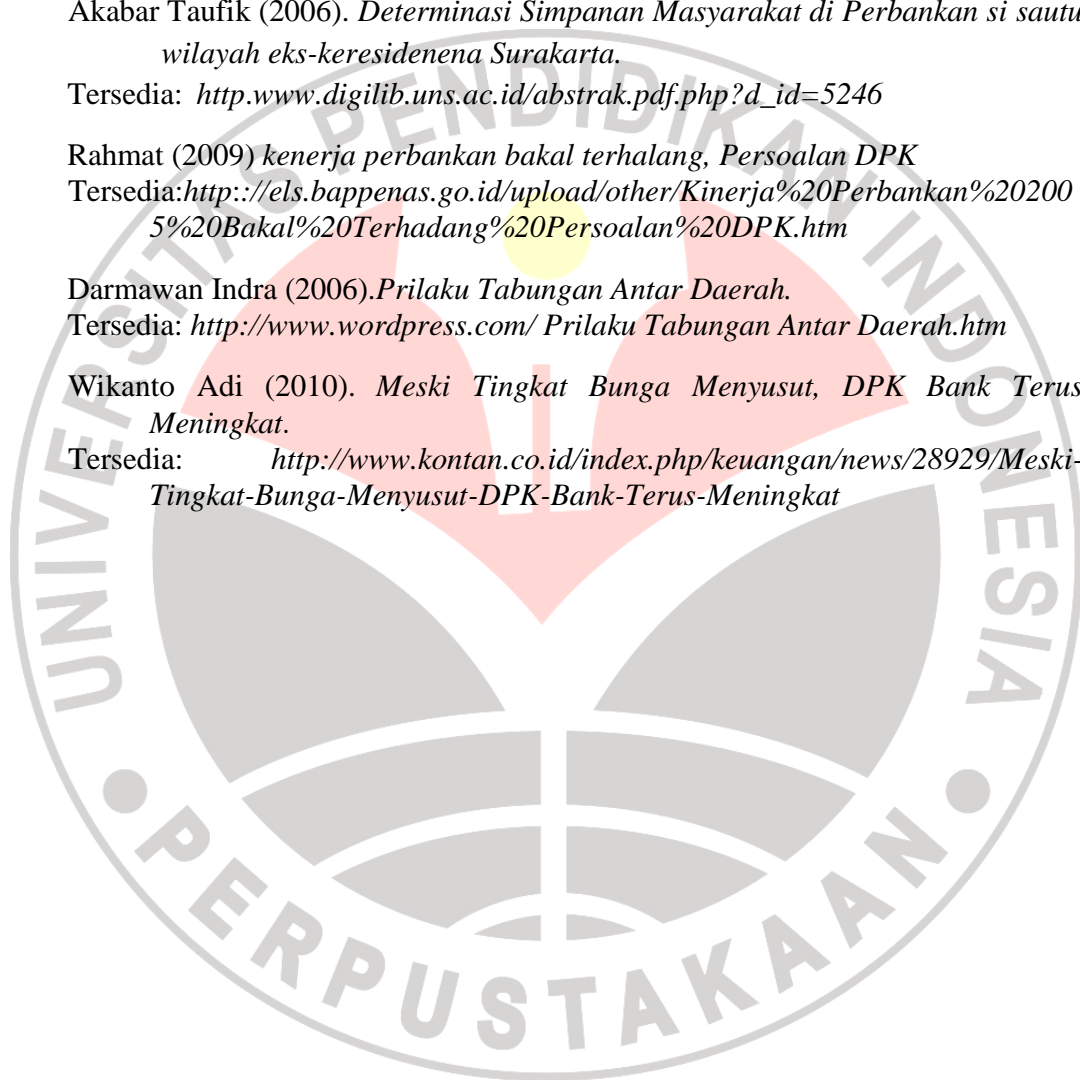 Akabar Taufik (2006). Determinasi Simpanan Masyarakat di Perbankan si sautu
wilayah eks-keresidenena Surakarta.
Tersedia: http.www.digilib.uns.ac.id/abstrak.pdf.php?d_id=5246
Rahmat (2009) kenerja perbankan bakal terhalang, Persoalan DPK
Tersedia:http:://els.bappenas.go.id/upload/other/Kinerja%20Perbankan%20200
5%20Bakal%20Terhadang%20Persoalan%20DPK.htm
Darmawan Indra (2006).Prilaku Tabungan Antar Daerah.
Tersedia: http://www.wordpress.com/ Prilaku Tabungan Antar Daerah.htm
Wikanto Adi (2010). Meski Tingkat Bunga Menyusut, DPK Bank Terus
Meningkat.
Tersedia: http://www.kontan.co.id/index.php/keuangan/news/28929/Meski-
Tingkat-Bunga-Menyusut-DPK-Bank-Terus-Meningkat
UNIVERSITAS PENDIDIKAN INDONESIA
PERPUSTAKAAN